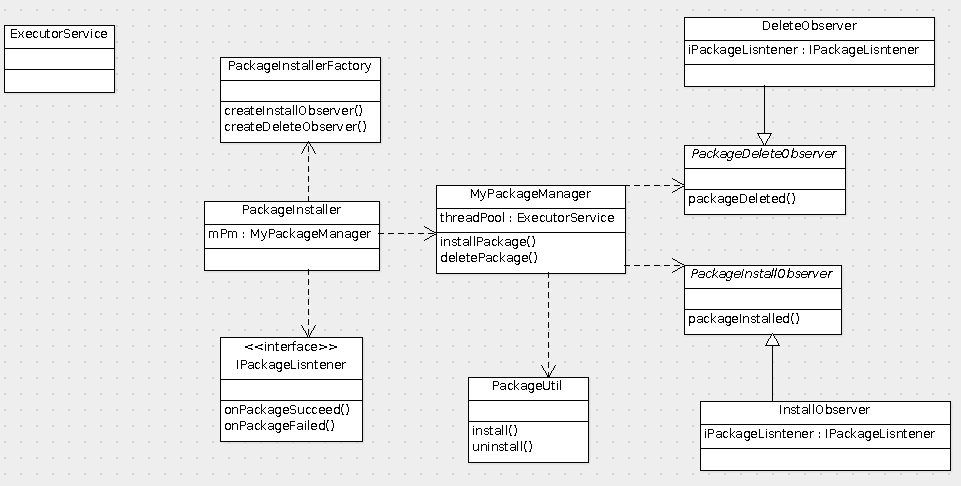 ExecutorService
PackageInstallerFactory
createInstallObserver()
createDeleteObserver()
DeleteObserver
iPackageLisntener : IPackageLisntener
PackageDeleteObserver
packageDeleted()
MyPackageManager
threadPool : ExecutorService
installPackage()
deletePackage()
PackageInstaller
mPm : MyPackageManager
PackageInstallObserver
packageInstalled()
<<interface>>
IPackageLisntener
onPackageSucceed()
onPackageFailed()
PackageUtil
install()
uninstall()
InstallObserver
iPackageLisntener : IPackageLisntener